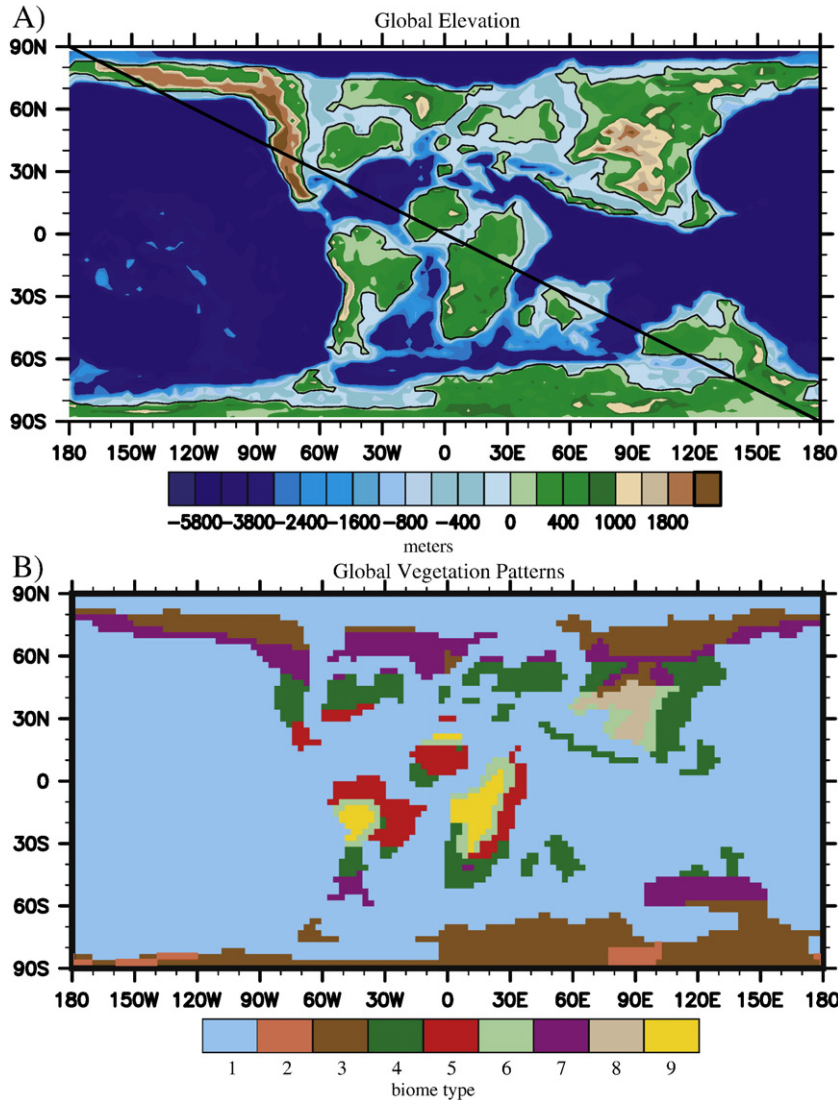 A)
Global Elevation
90N
60N
30N
0
30S
60S
90S
180 150W 120W 90W 60W 30W 0 30E 60E 90E 120E 150E 180
-5800 -3800 -2400 -1600 -800 -400 0 400 1000 1800
meters
B)
Global Vegetation Patterns
90N
60N
30N
0
30S
60S
90S
180 150W 120W 90W 60W 30W 0 30E 60E 90E 120E 150E 180
1 2 3 4 5 6 7 8 9
biome type